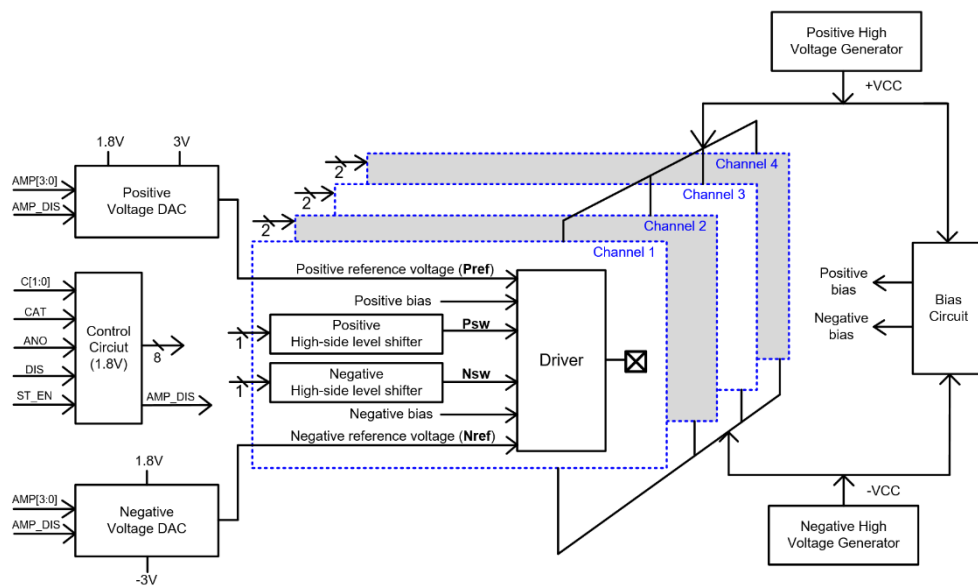 Positive High
Voltage Generator
+VCC
1.8V
3V
AMP[3:0]
AMP_DIS
Positive
Voltage DAC
2
Channel 4
2
Channel 3
2
Channel 2
Channel 1
Positive reference voltage (Pref)
Positive bias
1
Positive
High-side level shifter
Psw
1
Negative
High-side level shifter
Nsw
Negative bias
Negative reference voltage (Nref)
Driver
C[1:0]
CAT
ANO
DIS
ST_EN
Control
Circiut
(1.8V)
8
AMP_DIS
Positive
bias
Negative
bias
Bias
Circuit
1.8V
AMP[3:0]
AMP_DIS
Negative
Voltage DAC
-3V
-VCC
Negative High
Voltage Generator